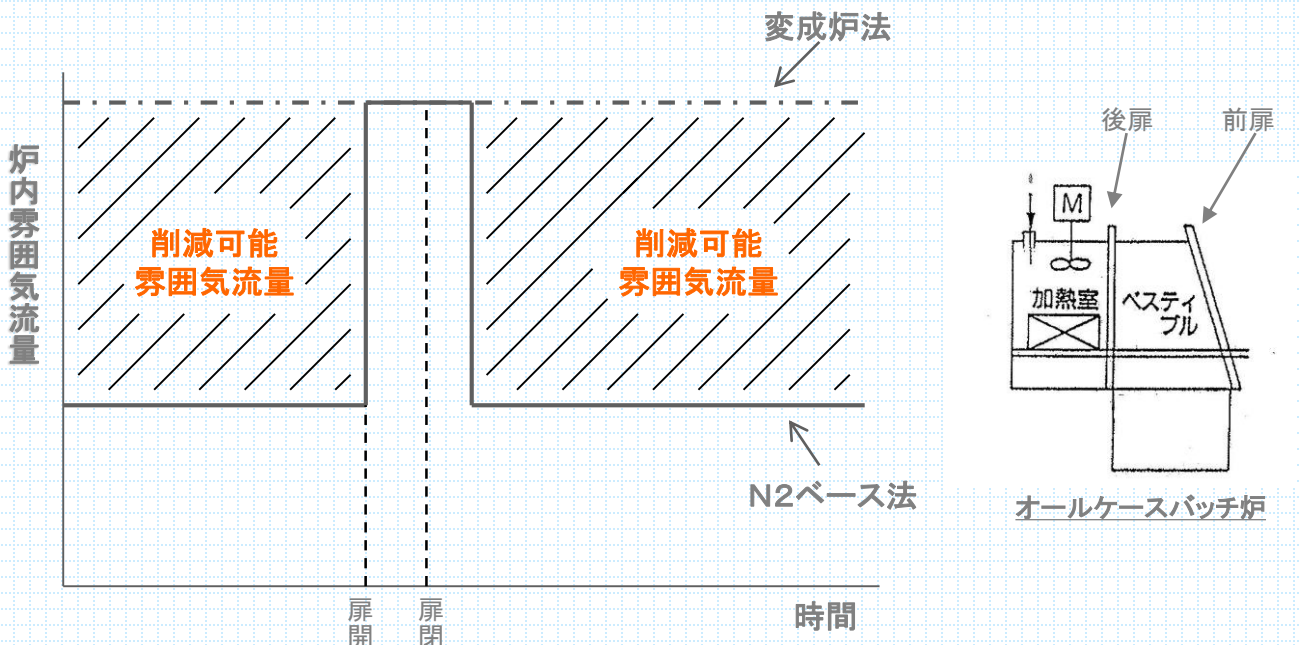 変成炉法
炉内雰囲気流量
削減可能
雰囲気流量
削減可能
雰囲気流量
N2ベース法
扉開
扉閉
時間
後扉
前扉
M
加熱室
ベスティ
ブル
オールケースバッチ炉